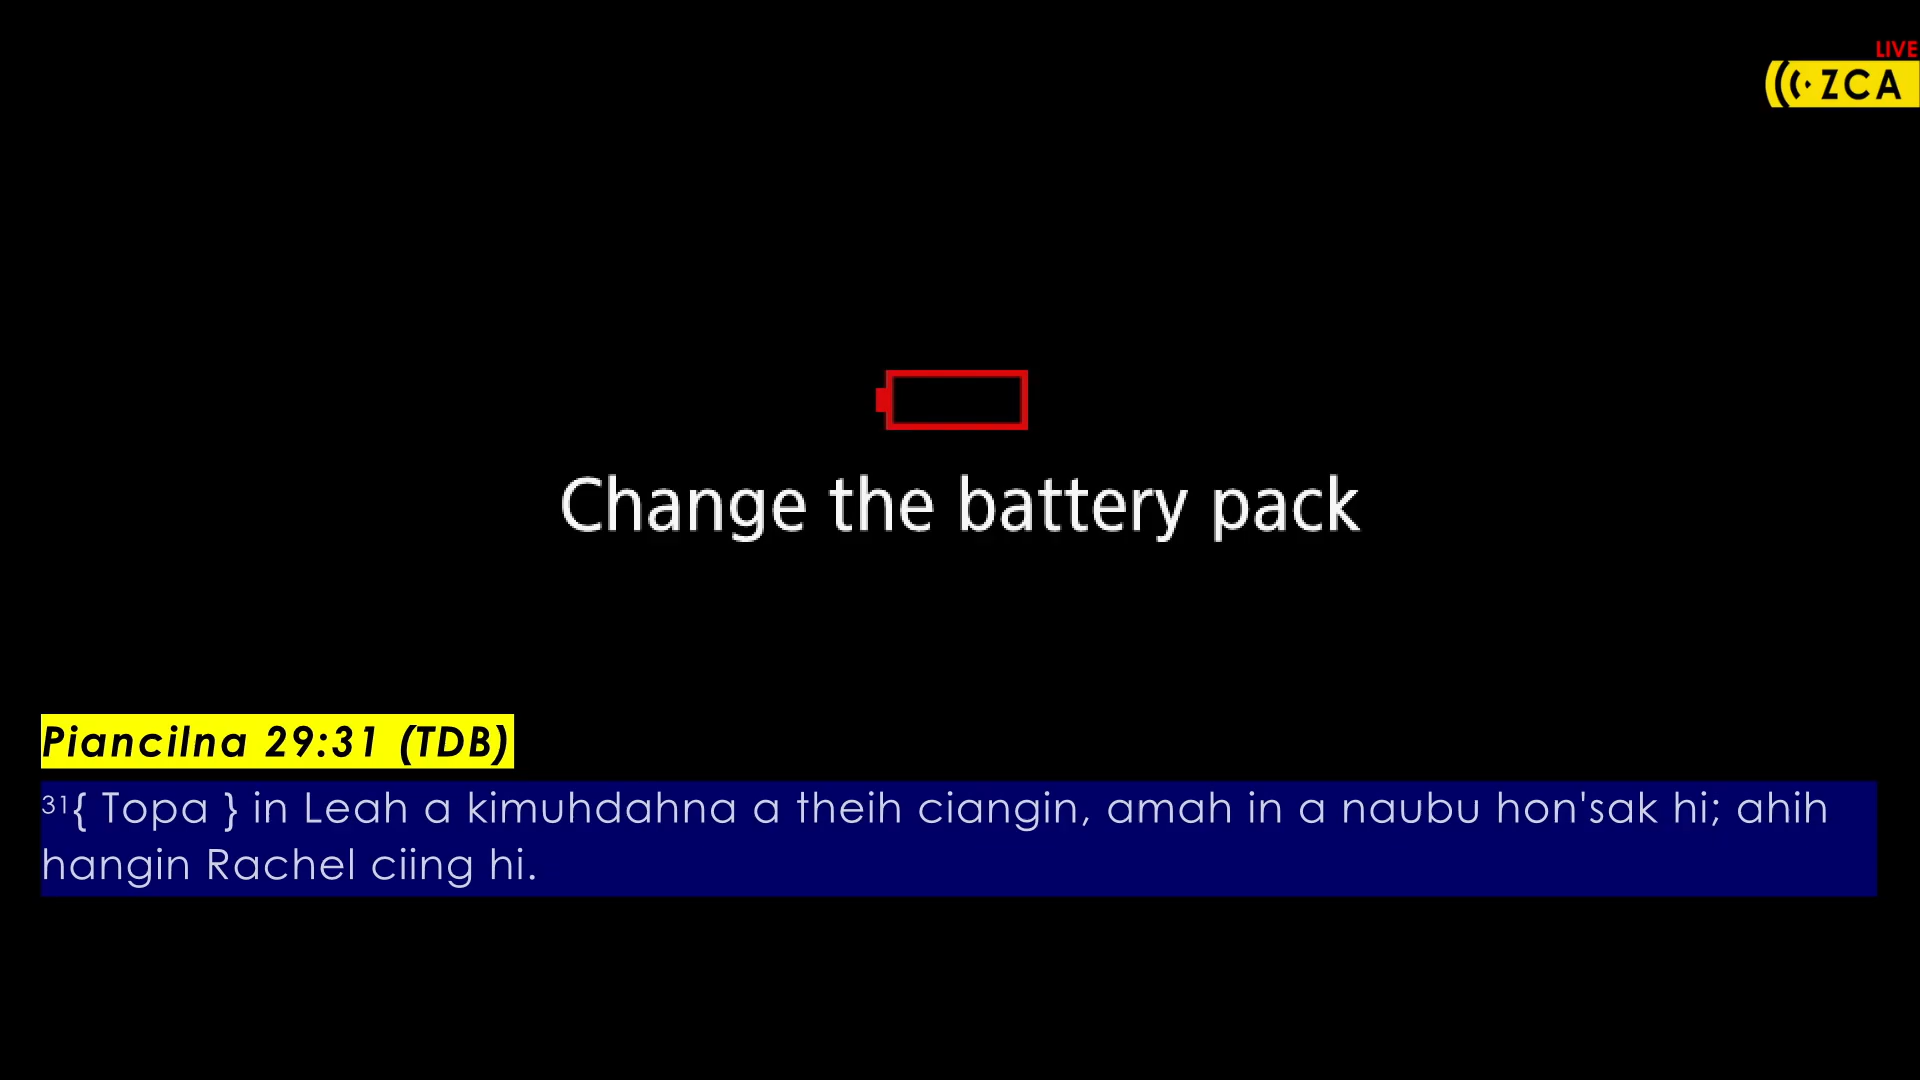 LIVE
ZCA
Change the battery pack
Piancilna 29:31 (TDB)
31{ Topa } in Leah a kimuhdahna a theih ciangin, amah in a naubu hon'sak hi; ahih
hangin Rachel ciing hi.